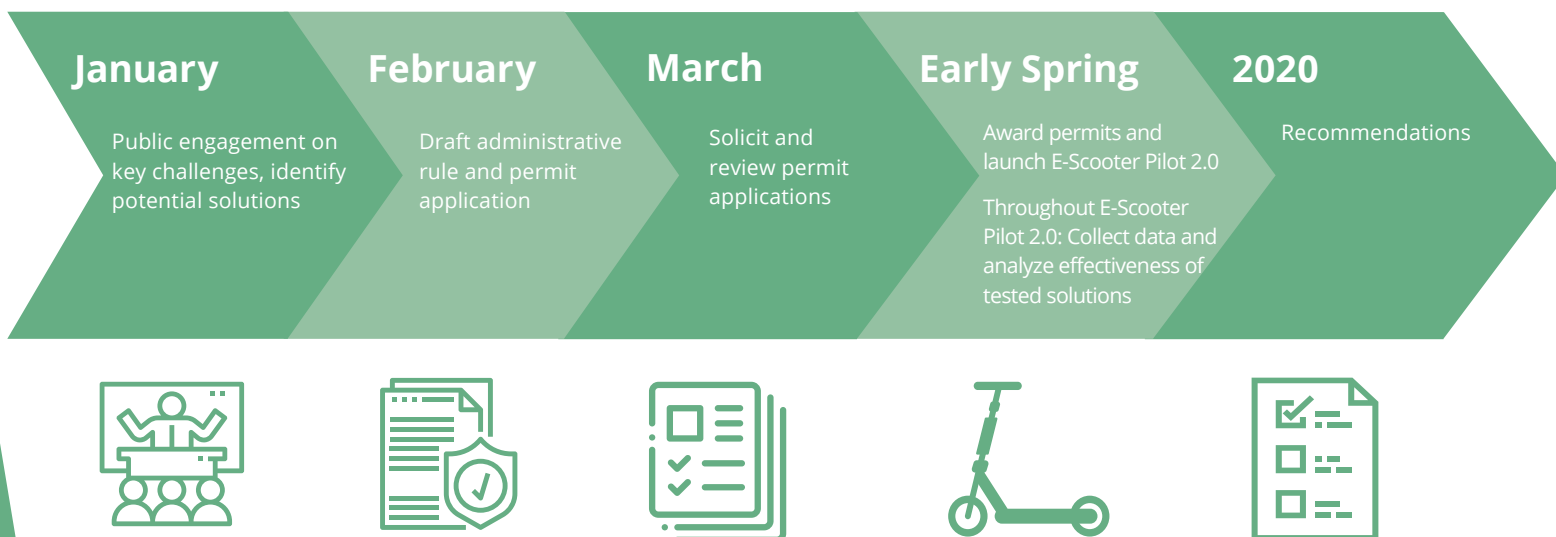 January
Public engagement on
key challenges, identify
potential solutions
February
Draft administrative
rule and permit
application
March
Solicit and
review permit
applications
Early Spring
Award permits and
launch E-Scooter Pilot 2.0
Throughout E-Scooter
Pilot 2.0: Collect data and
analyze effectiveness of
tested solutions
2020
Recommendations